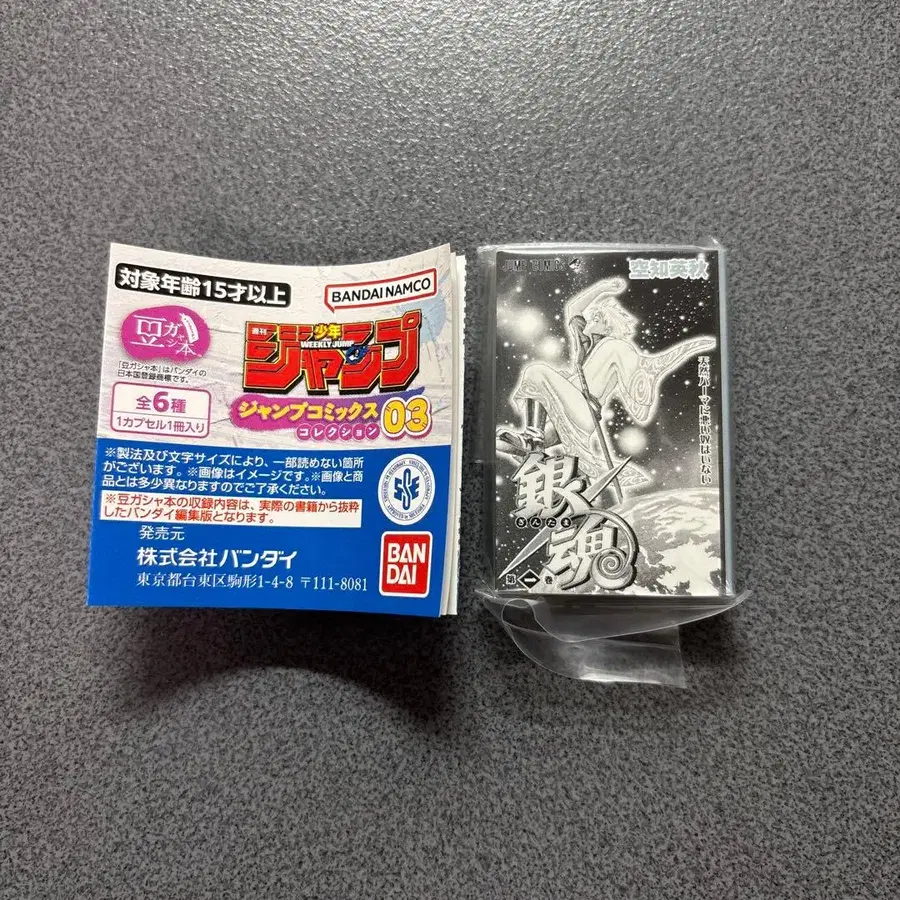 対象年齢15才以上
BANDAI NAMCO
豆ガシャ本
「豆ガシャ本」はバンダイの
日本国登録商標です。
週刊
少年
WEEKLY JUMP
ジャンプ
全6種
1カプセル1冊入り
ジャンプコミックス
コレクション
03
※製法及び文字サイズにより、一部読めない箇所
がございます。※画像はイメージです。※画像と商
品とは多少異なりますのでご了承ください。
※豆ガシャ本の収録内容は、実際の書籍から抜粋
したバンダイ編集版となります。
発売元
株式会社バンダイ
東京都台東区駒形1-4-8 〒111-8081
BAN
DAI
JUMP COMICS
空知英秋
天然パーマに悪い奴はいない
銀魂
ぎんたま
第一巻